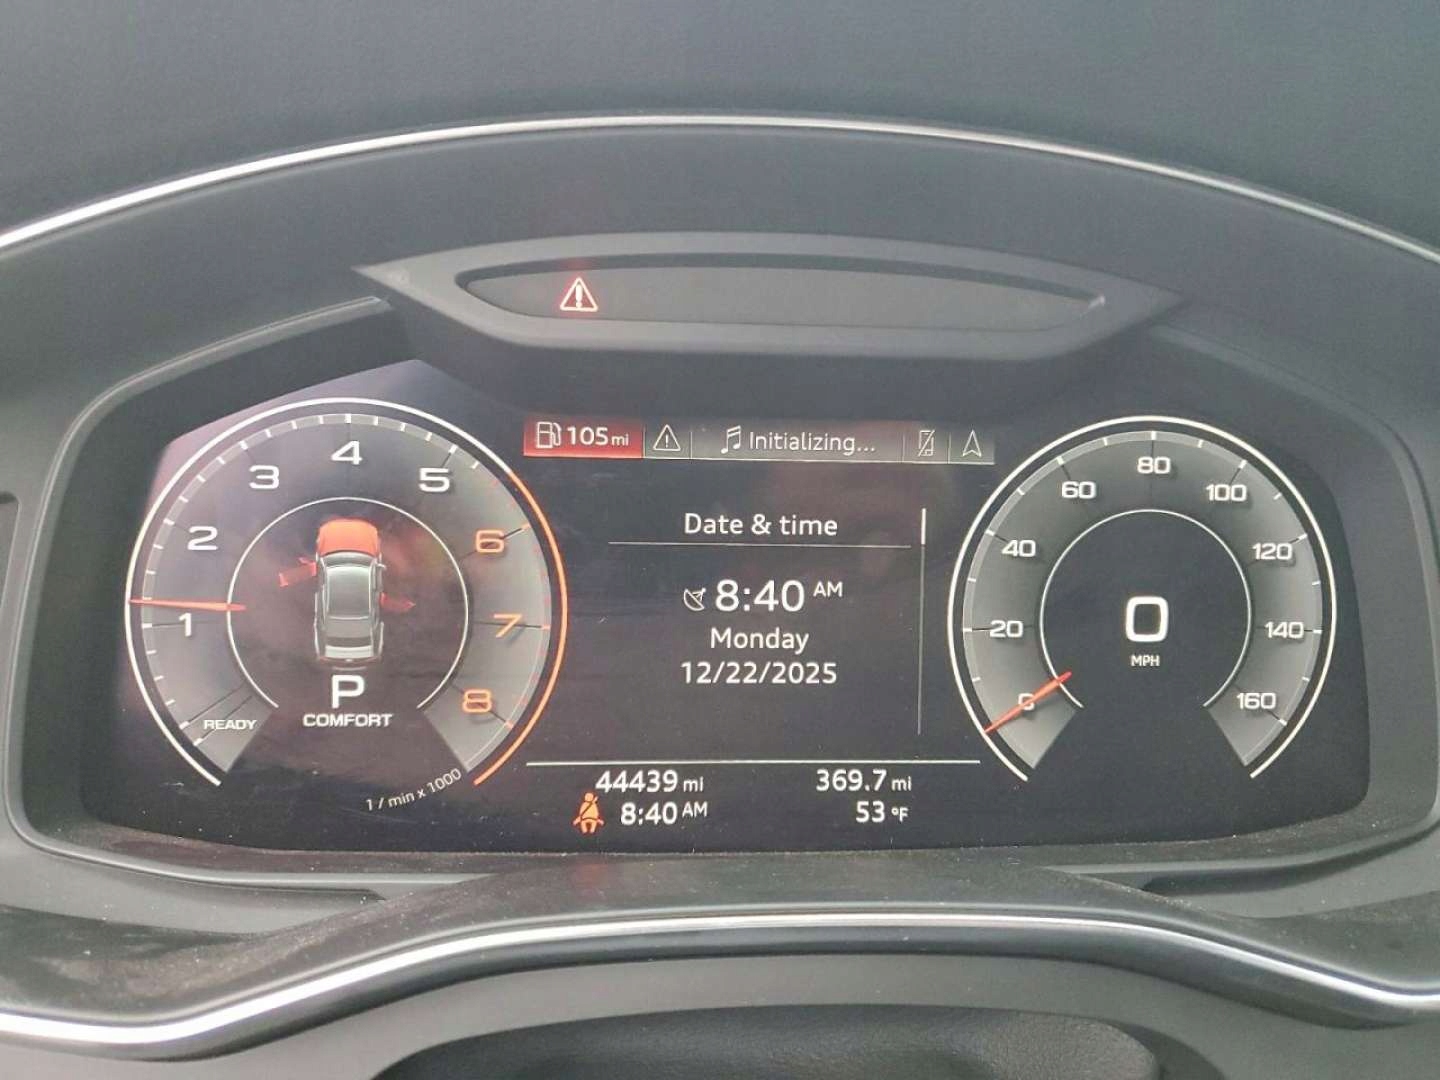 105 mi
Initializing...
Date & time
8:40 AM
Monday
12/22/2025
44439 mi
369.7 mi
8:40 AM
53 °F
1
2
3
4
5
6
7
8
READY
P
COMFORT
1 / min x 1000
0
20
40
60
80
100
120
140
160
0
MPH